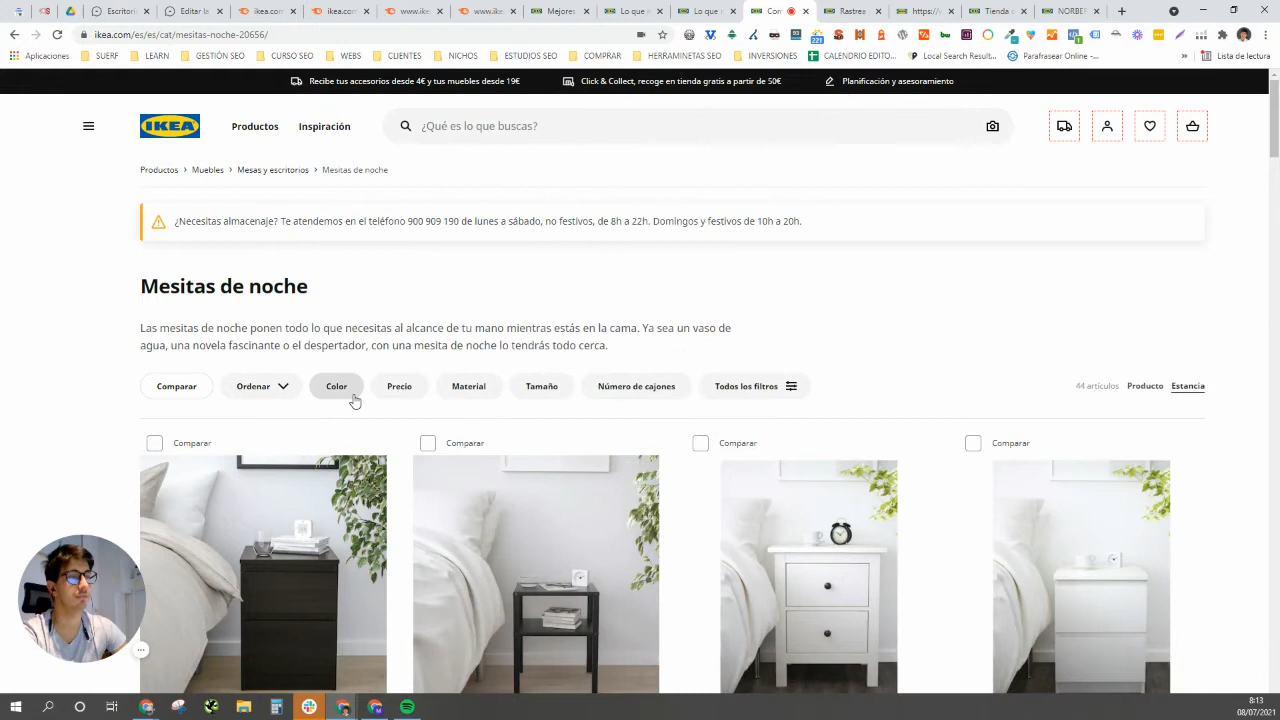 Escritori
Editar la
ikea.com
ikea.com
www.ike
www.ike
Mejores
Lo que n
Lo que n
Con
Rastrea
https://v
Tienda d
NORBER
ikea.com/es/es/cat/mesitas-noche-20656/
Aplicaciones
SUERF
LEARN
GESTIÓN SEO
CURSO SEO
WEBS
CLIENTES
NICHOS
ESTUDIOS SEO
COMPRAR
HERRAMIENTAS SEO
INVERSIONES
CALENDARIO EDITO...
Local Search Result...
Parafrasear Online -...
»
Lista de lectura
Recibe tus accesorios desde 4€ y tus muebles desde 19€
Click & Collect, recoge en tienda gratis a partir de 50€
Planificación y asesoramiento
IKEA
Productos
Inspiración
¿Qué es lo que buscas?
Productos > Muebles > Mesas y escritorios > Mesitas de noche
¿Necesitas almacenaje? Te atendemos en el teléfono 900 909 190 de lunes a sábado, no festivos, de 8h a 22h. Domingos y festivos de 10h a 20h.
Mesitas de noche
Las mesitas de noche ponen todo lo que necesitas al alcance de tu mano mientras estás en la cama. Ya sea un vaso de
agua, una novela fascinante o el despertador, con una mesita de noche lo tendrás todo cerca.
Comparar
Ordenar
Color
Precio
Material
Tamaño
Número de cajones
Todos los filtros
44 artículos
Producto
Estancia
Comparar
Comparar
Comparar
Comparar
8:13
08/07/2021